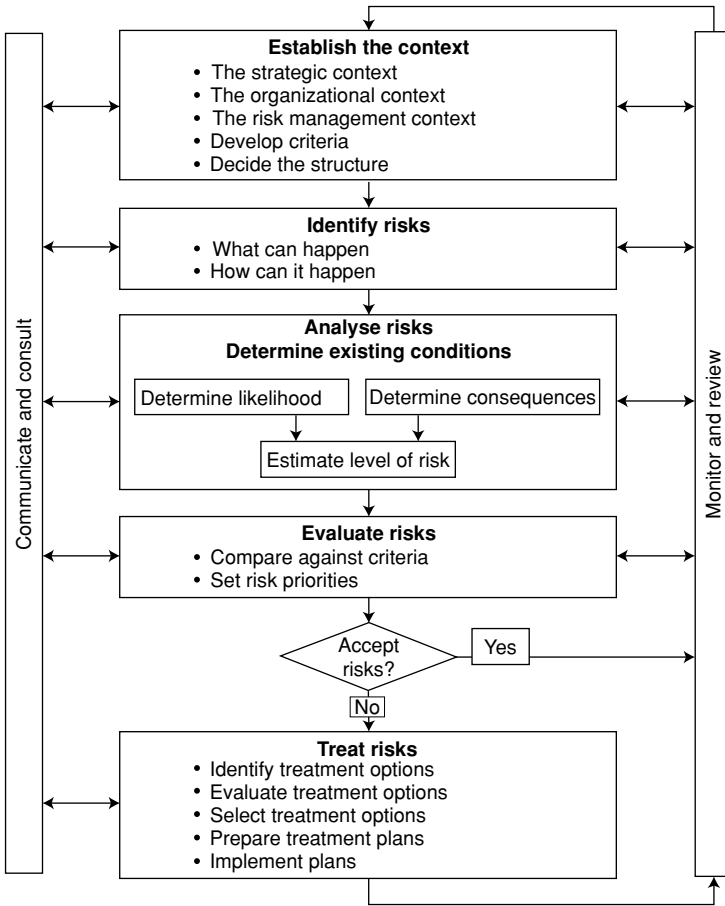 Establish the context
• The strategic context
• The organizational context
• The risk management context
• Develop criteria
• Decide the structure
Identify risks
• What can happen
• How can it happen
Analyse risks
Determine existing conditions
Determine likelihood
Determine consequences
Estimate level of risk
Evaluate risks
• Compare against criteria
• Set risk priorities
Accept
risks?
Yes
No
Treat risks
• Identify treatment options
• Evaluate treatment options
• Select treatment options
• Prepare treatment plans
• Implement plans
Communicate and consult
Monitor and review